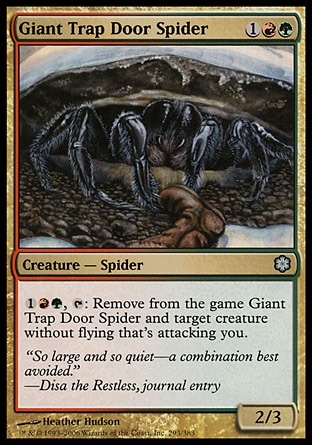 Giant Trap Door Spider 1
Creature — Spider
1, : Remove from the game Giant
Trap Door Spider and target creature
without flying that's attacking you.
"So large and so quiet—a combination best
avoided."
—Disa the Restless, journal entry
Heather Hudson
™ & © 1993–2006 Wizards of the Coast, Inc. 293/383
2/3